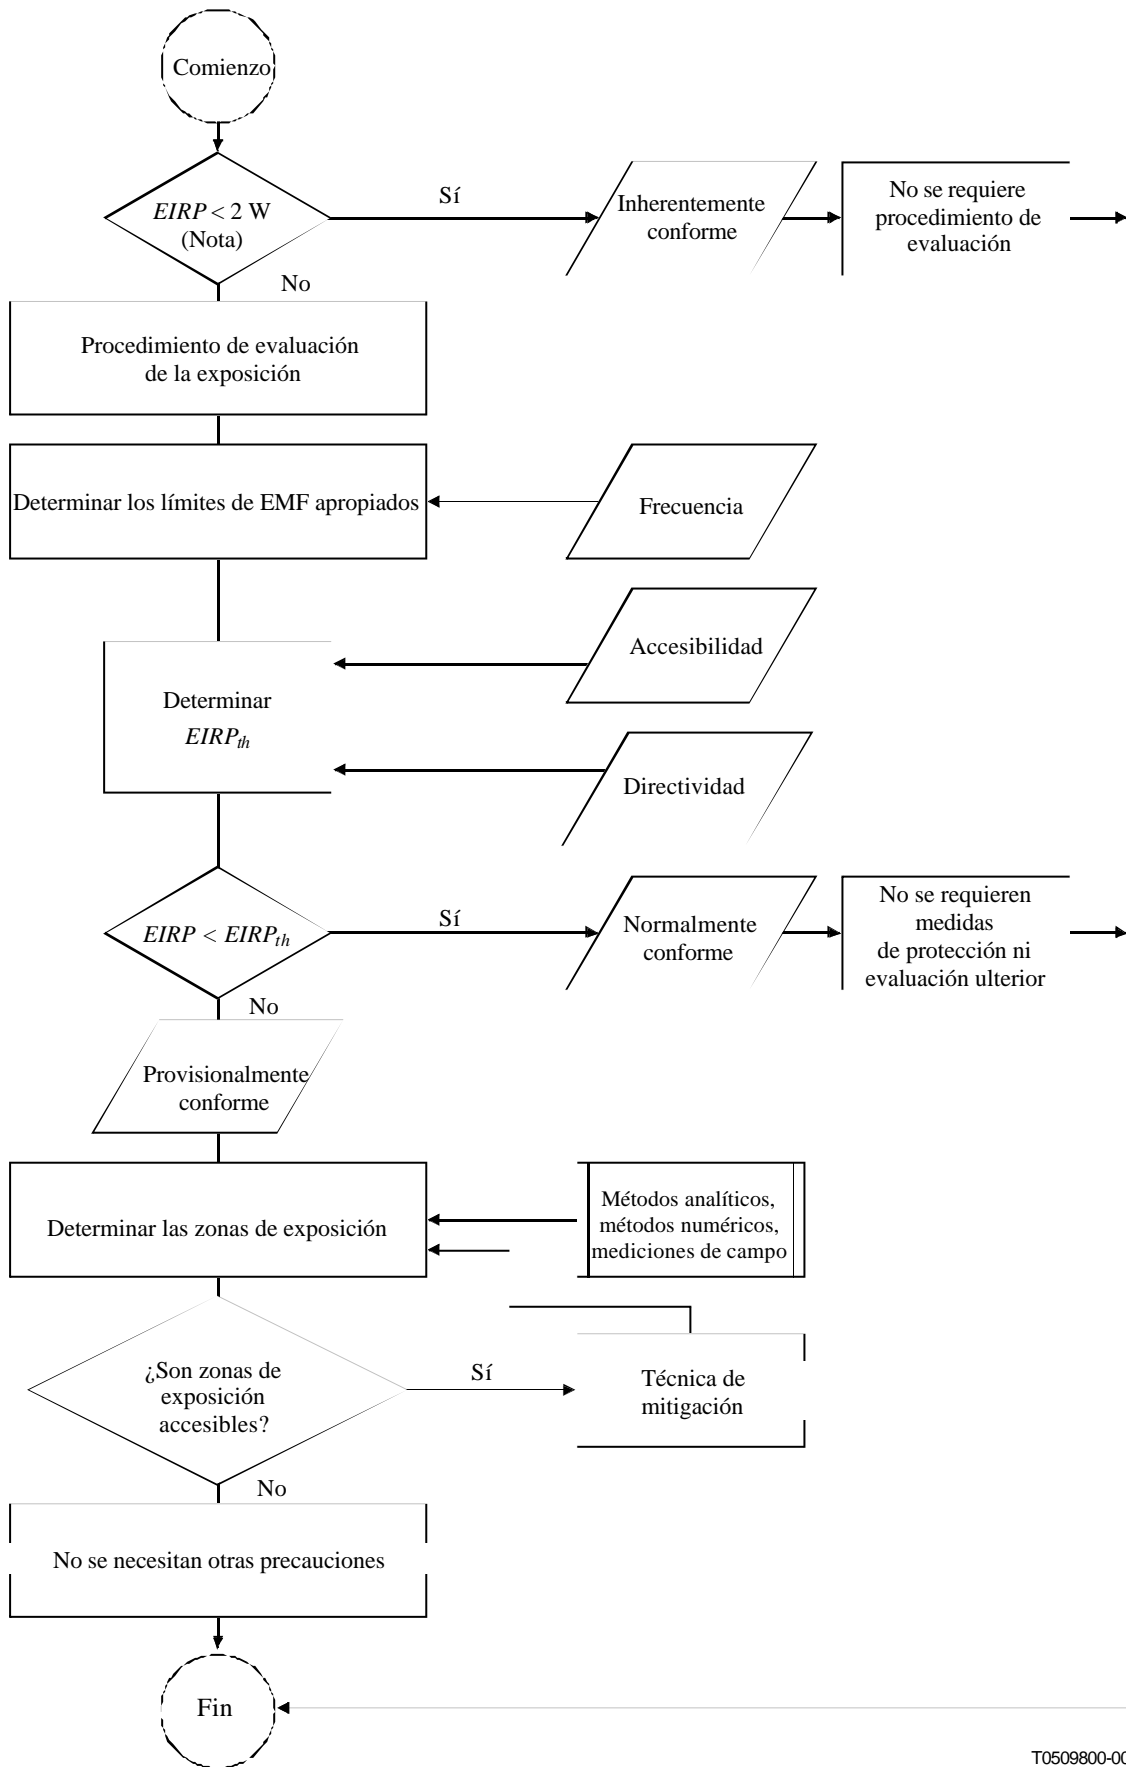 Comienzo
EIRP < 2 W
(Nota)
Sí
Inherentemente
conforme
No se requiere
procedimiento de
evaluación
No
Procedimiento de evaluación
de la exposición
Determinar los límites de EMF apropiados
Frecuencia
Accesibilidad
Determinar
EIRPth
Directividad
EIRP < EIRPth
Sí
Normalmente
conforme
No se requieren
medidas
de protección ni
evaluación ulterior
No
Provisionalmente
conforme
Determinar las zonas de exposición
Métodos analíticos,
métodos numéricos,
mediciones de campo
¿Son zonas de
exposición
accesibles?
Sí
Técnica de
mitigación
No
No se necesitan otras precauciones
Fin
T0509800-00